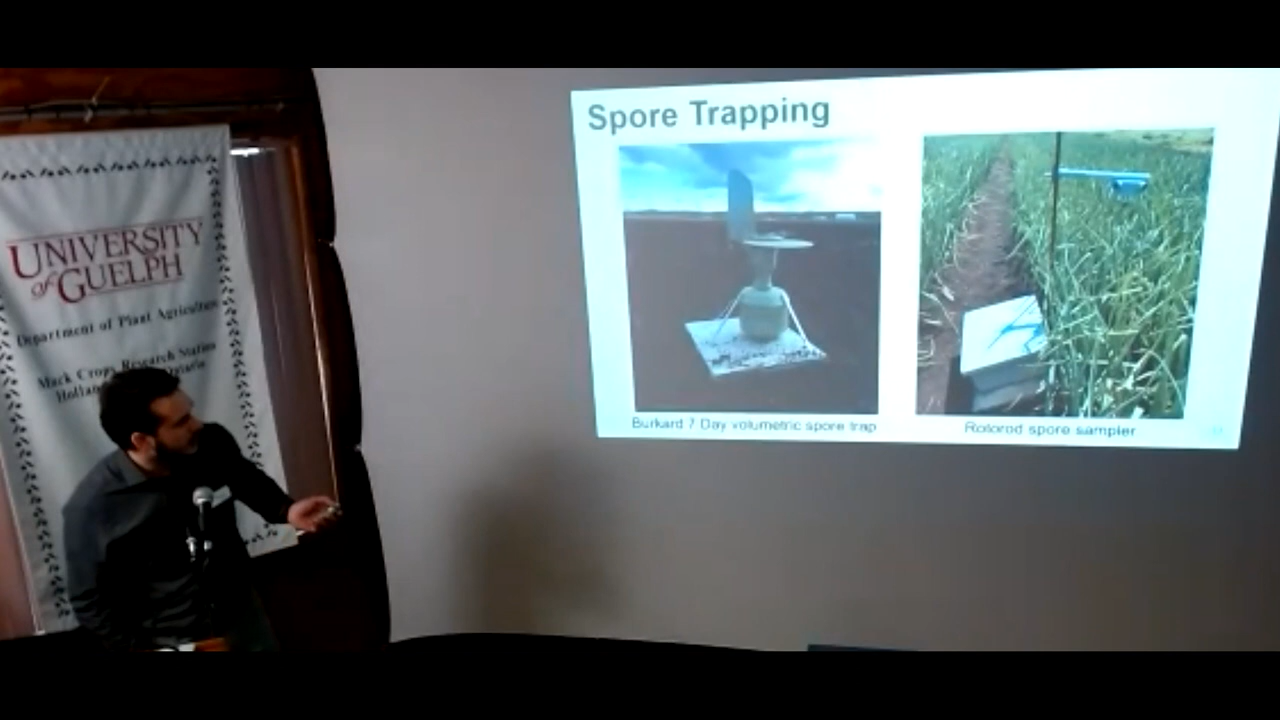 UNIVERSITY
of GUELPH
Department of Plant Agriculture
Muck Crops Research Station
Spore Trapping
Burkard 7 Day volumetric spore trap
Rotorod spore sampler